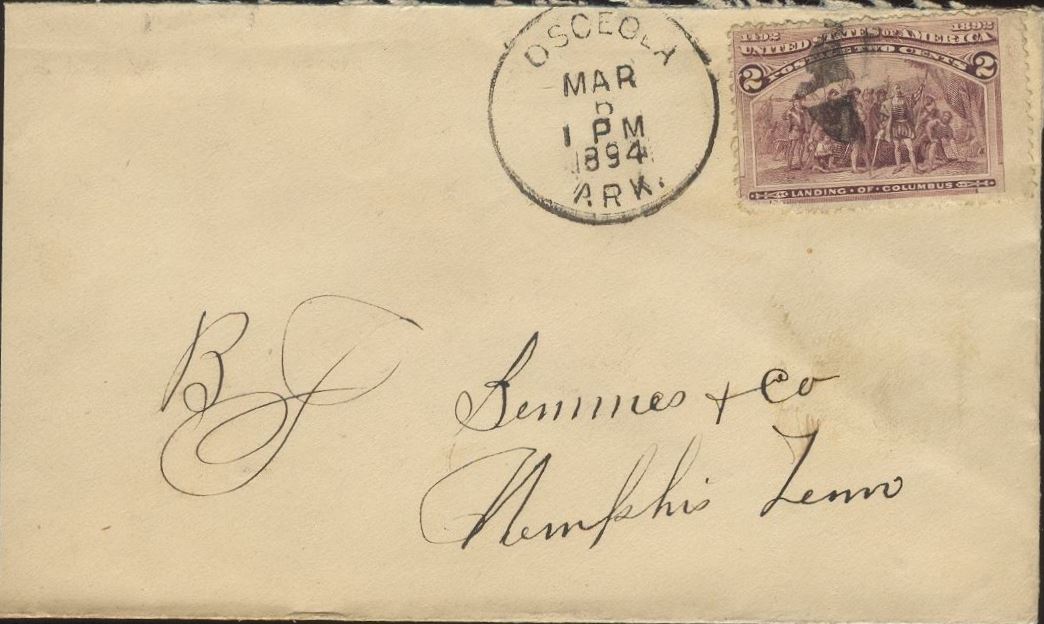 OSCEOLA
MAR
1 PM
1894
ARK.
1492 1892
UNITED STATES OF AMERICA
2 POSTAGE TWO CENTS 2
LANDING · OF · COLUMBUS
B J Semmes + Co
Memphis Tenn